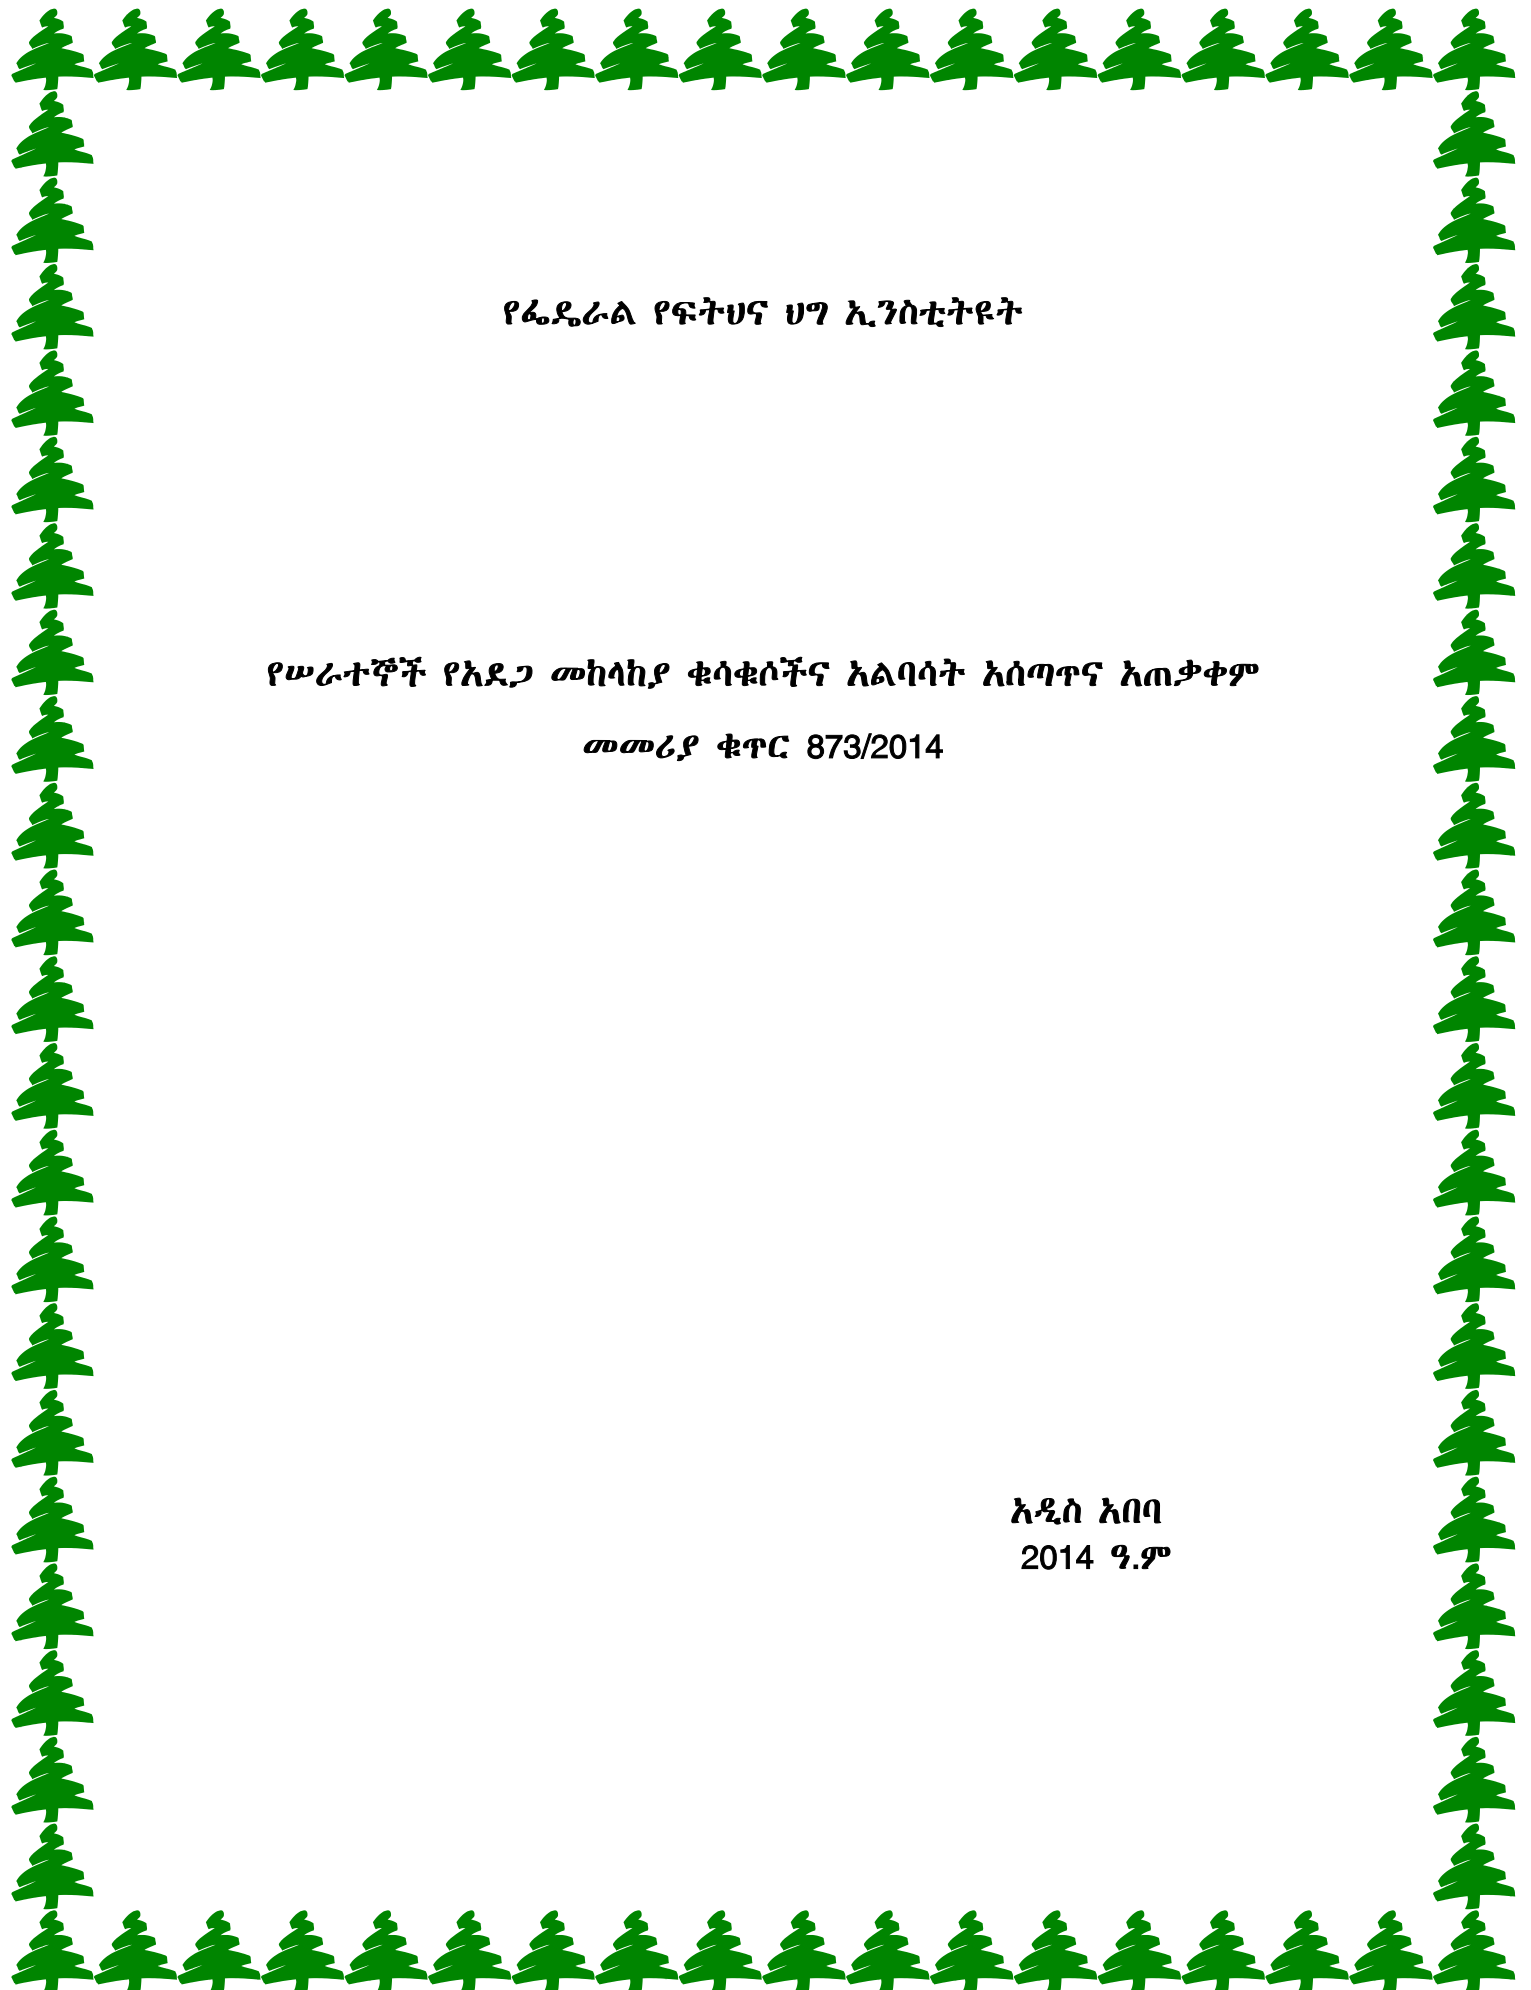 የፌዴራል የፍትህና ህግ ኢንስቲትዩት
የሠራተኞች የአደጋ መከላከያ ቁሳቁሶችና አልባሳት አሰጣጥና አጠቃቀም
መመሪያ ቁጥር 873/2014
አዲስ አበባ
2014 ዓ.ም